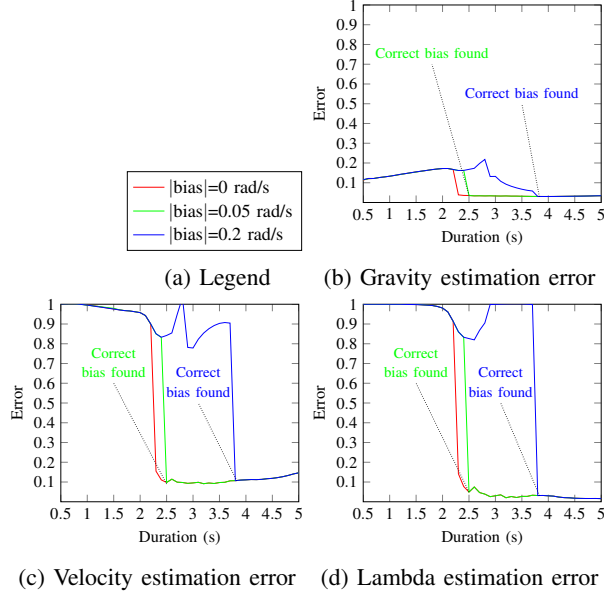 1
0.9
0.8
0.7
0.6
0.5
0.4
0.3
0.2
0.1
Error
Correct bias found
Correct bias found
0.5 1 1.5 2 2.5 3 3.5 4 4.5 5
Duration (s)
|bias|=0 rad/s
|bias|=0.05 rad/s
|bias|=0.2 rad/s
(a) Legend
(b) Gravity estimation error
1
0.9
0.8
0.7
0.6
0.5
0.4
0.3
0.2
0.1
Error
Correct
bias found
Correct
bias found
0.5 1 1.5 2 2.5 3 3.5 4 4.5 5
Duration (s)
(c) Velocity estimation error
1
0.9
0.8
0.7
0.6
0.5
0.4
0.3
0.2
0.1
Error
Correct
bias found
Correct
bias found
0.5 1 1.5 2 2.5 3 3.5 4 4.5 5
Duration (s)
(d) Lambda estimation error